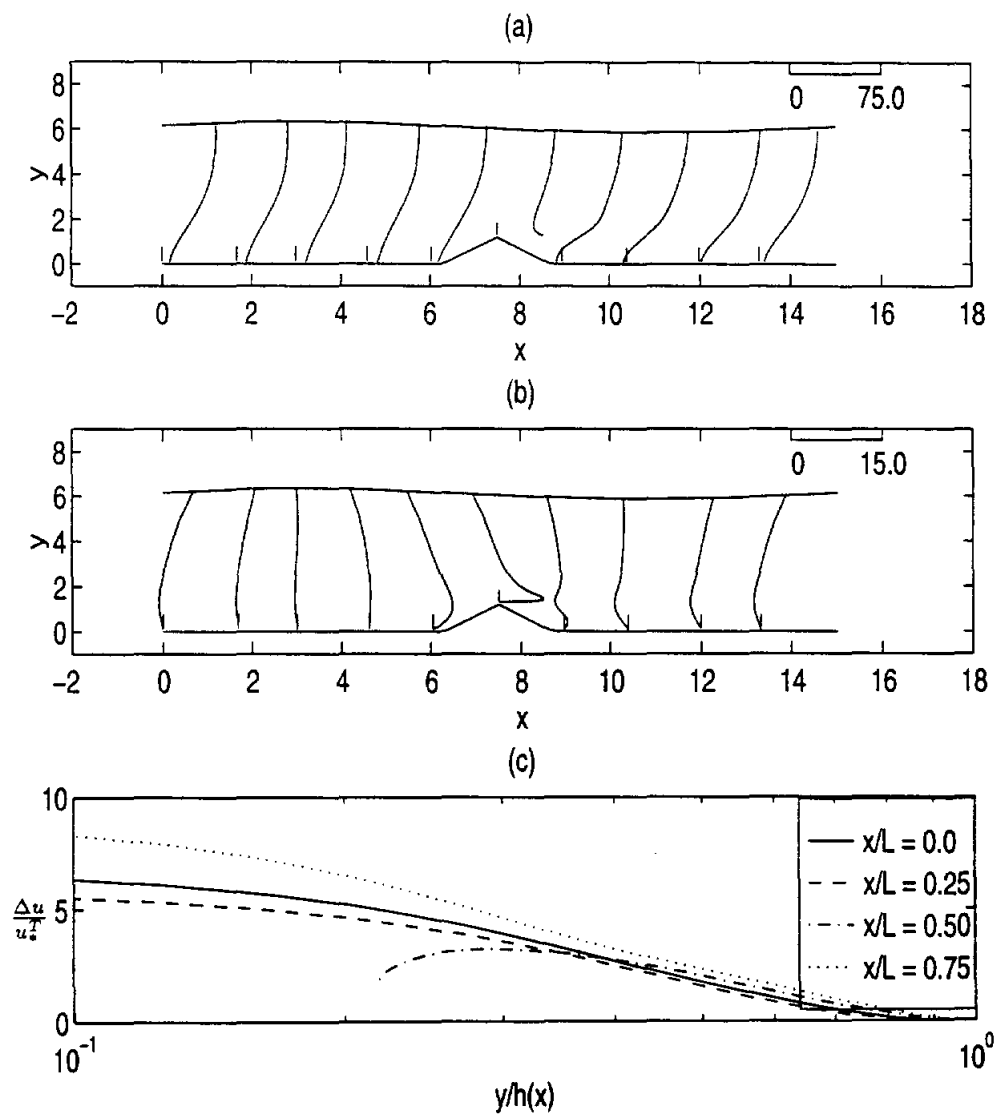 (a)
8
6
4
2
0
y
0 75.0
−2 0 2 4 6 8 10 12 14 16 18
x
(b)
8
6
4
2
0
y
0 15.0
−2 0 2 4 6 8 10 12 14 16 18
x
(c)
10
5
0
Δu
u*T
x/L = 0.0
x/L = 0.25
x/L = 0.50
x/L = 0.75
10^-1 10^0
y/h(x)